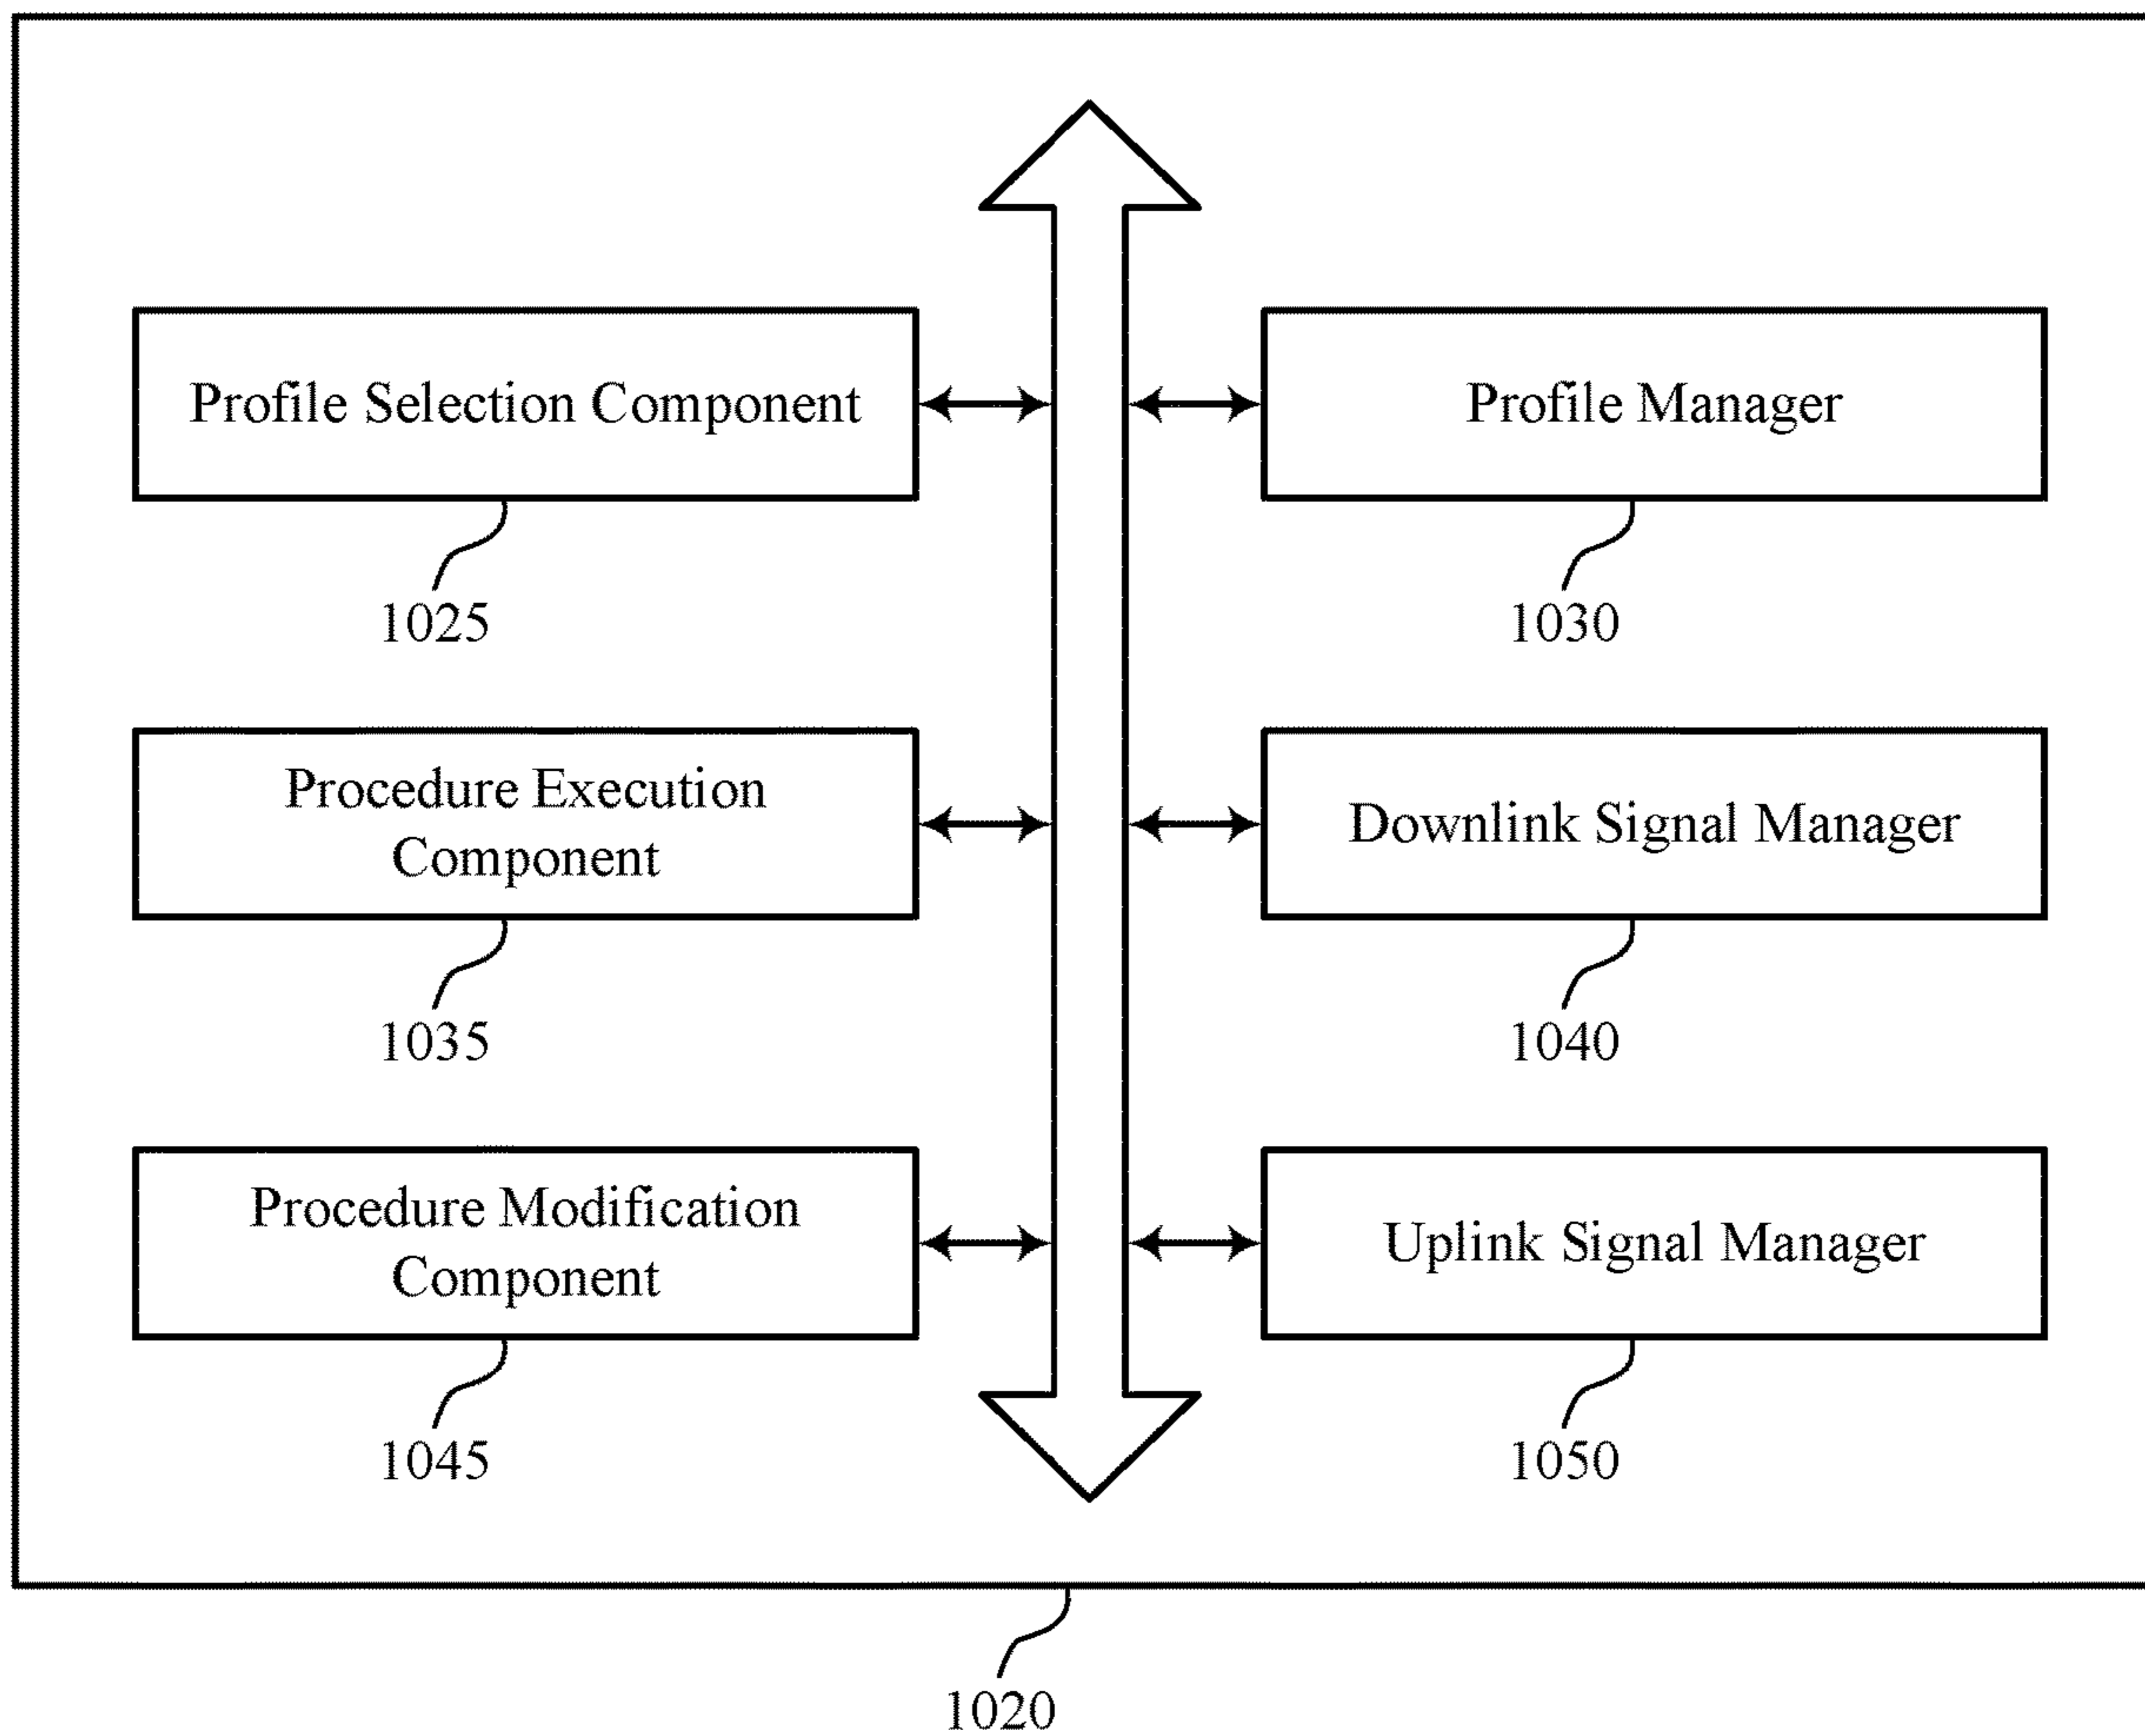 Profile Selection Component
Profile Manager
1025
1030
Procedure Execution
Component
Downlink Signal Manager
1035
1040
Procedure Modification
Component
Uplink Signal Manager
1045
1050
1020